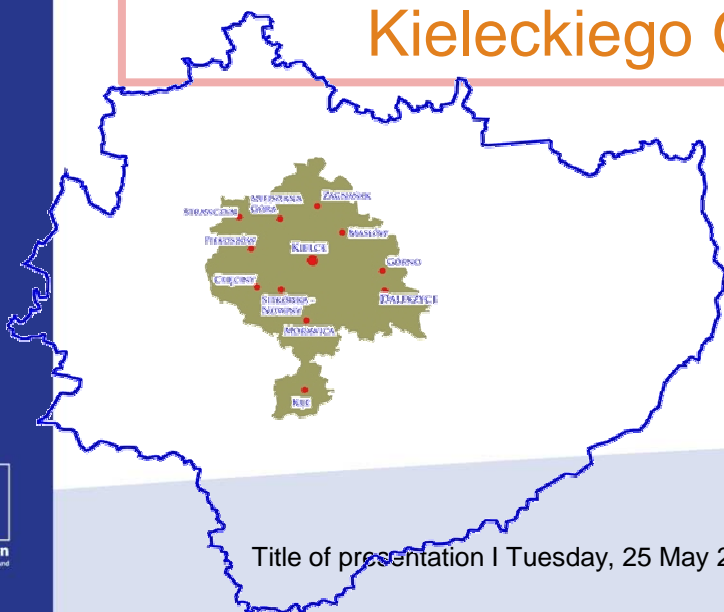 Kieleckiego
MIEDZIANA
GÓRA
ZAGNAŃSK
STRAWCZYN
MASŁÓW
PIEKOSZÓW
KIELCE
GÓRNO
CHĘCINY
DALESZYCE
SITKÓWKA -
NOWINY
MORAWICA
Title of presentation I Tuesday, 25 May 2